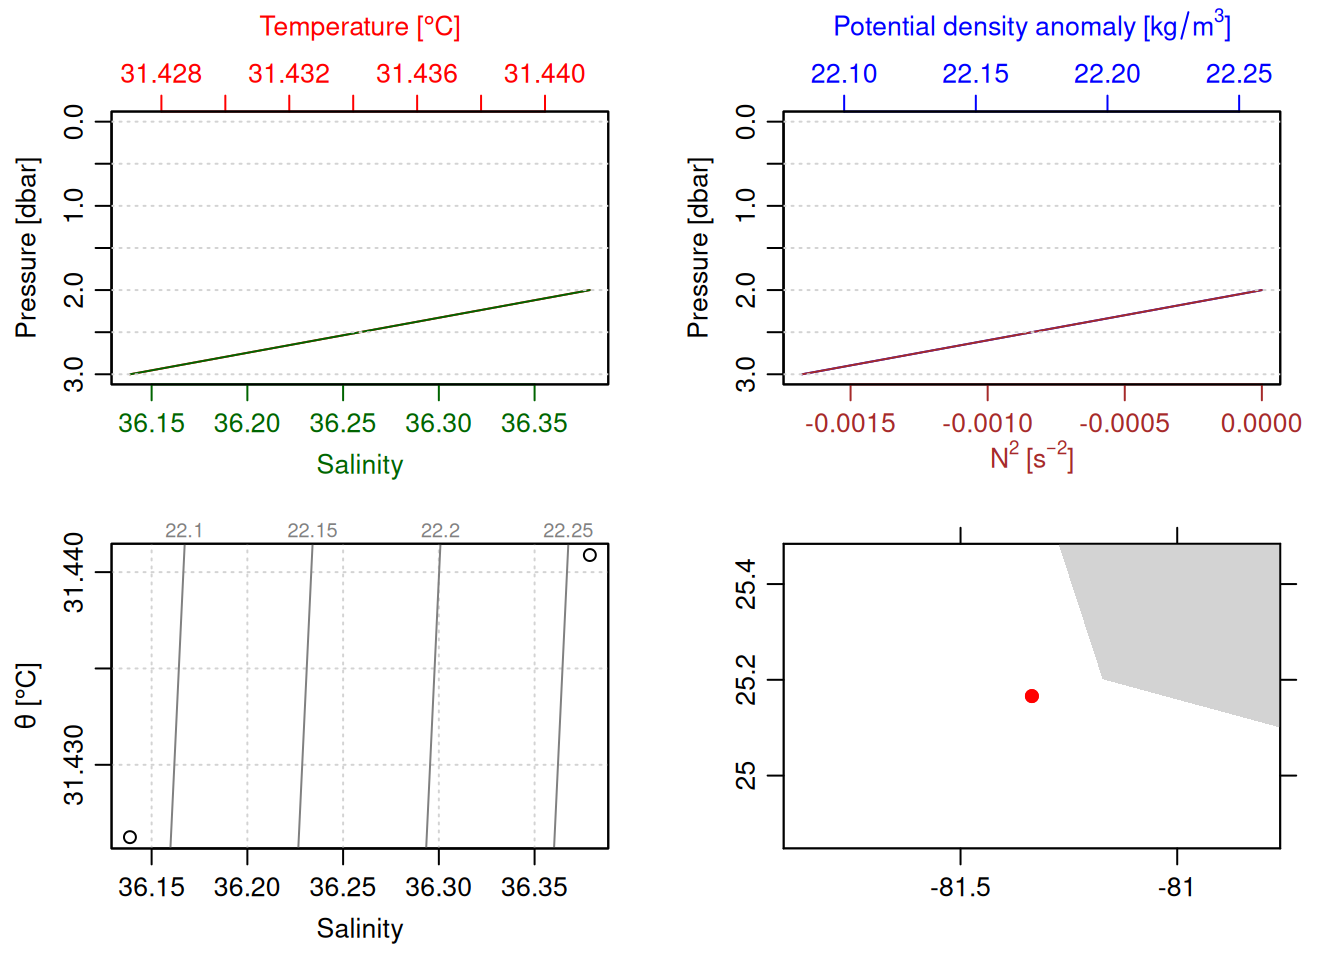 Temperature [°C]
31.428 31.432 31.436 31.440
Pressure [dbar]
0.0
1.0
2.0
3.0
36.15 36.20 36.25 36.30 36.35
Salinity
Potential density anomaly [kg/m³]
22.10 22.15 22.20 22.25
Pressure [dbar]
0.0
1.0
2.0
3.0
-0.0015 -0.0010 -0.0005 0.0000
N² [s⁻²]
22.1 22.15 22.2 22.25
θ [°C]
31.440
31.430
36.15 36.20 36.25 36.30 36.35
Salinity
25.4
25.2
25
-81.5 -81